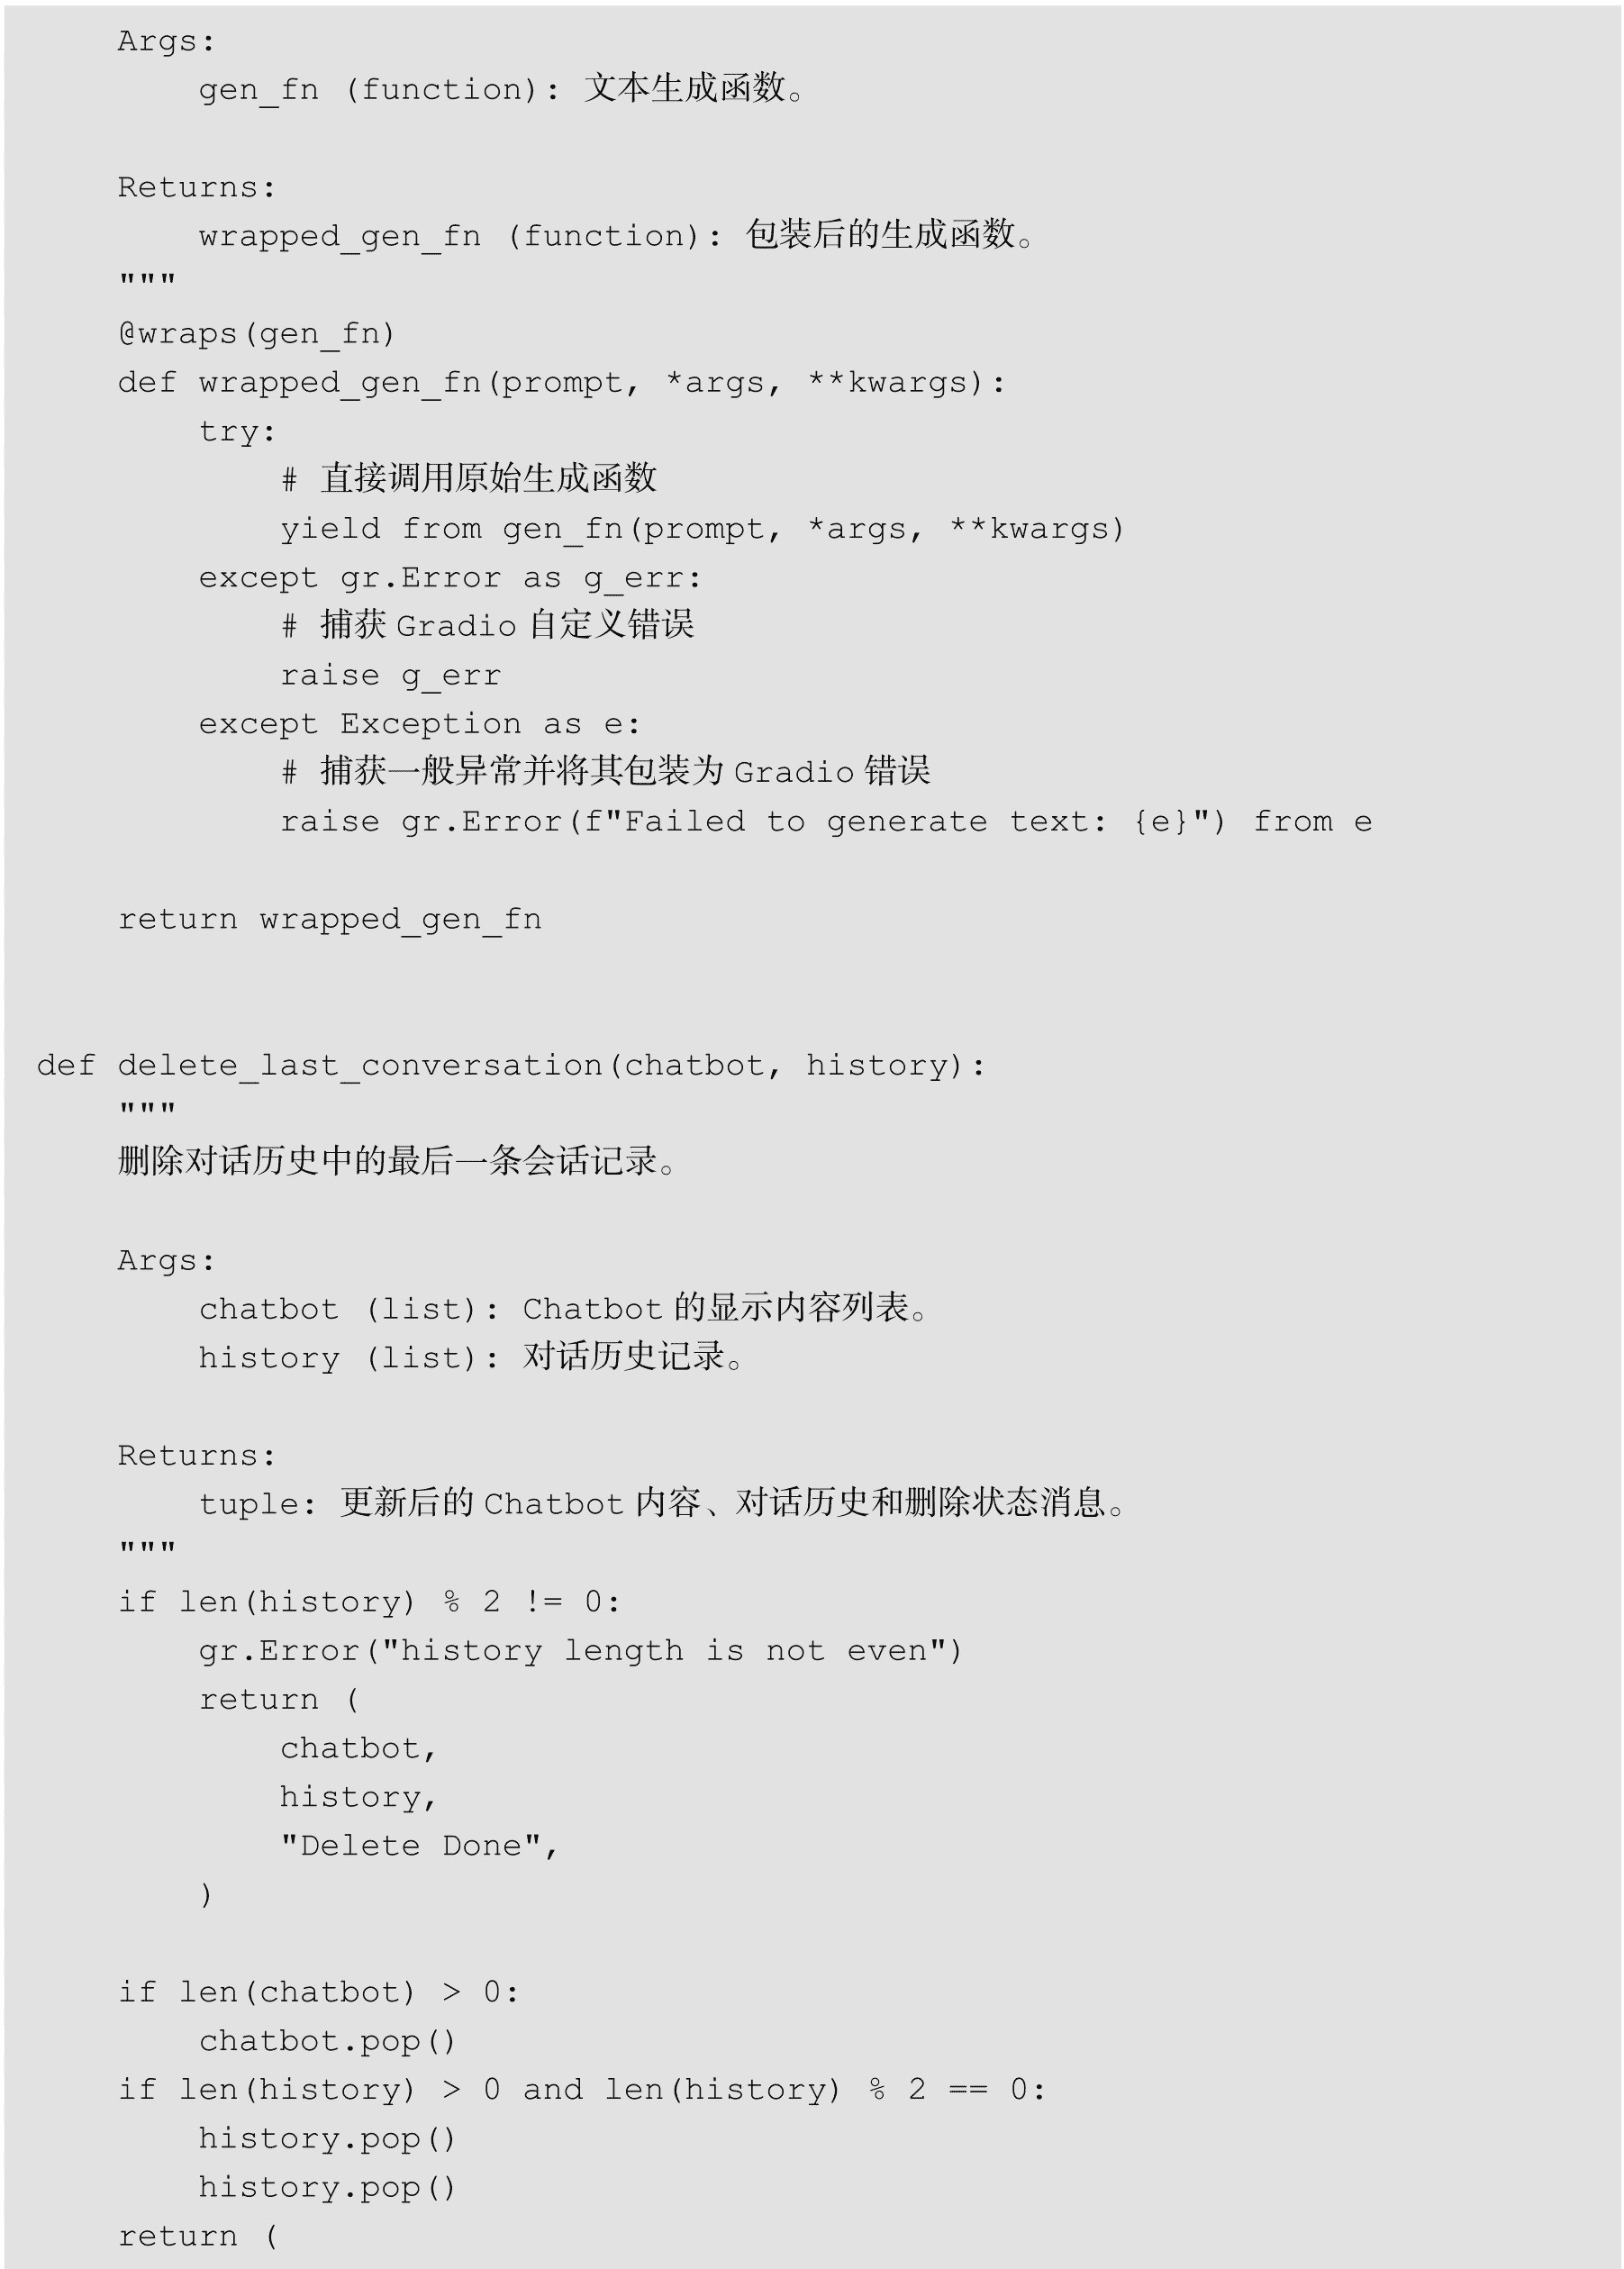 Args:
        gen_fn (function): 文本生成函数。

    Returns:
        wrapped_gen_fn (function): 包装后的生成函数。
    """
    @wraps(gen_fn)
    def wrapped_gen_fn(prompt, *args, **kwargs):
        try:
            # 直接调用原始生成函数
            yield from gen_fn(prompt, *args, **kwargs)
        except gr.Error as g_err:
            # 捕获 Gradio 自定义错误
            raise g_err
        except Exception as e:
            # 捕获一般异常并将其包装为 Gradio 错误
            raise gr.Error(f"Failed to generate text: {e}") from e

    return wrapped_gen_fn


def delete_last_conversation(chatbot, history):
    """
    删除对话历史中的最后一条会话记录。

    Args:
        chatbot (list): Chatbot 的显示内容列表。
        history (list): 对话历史记录。

    Returns:
        tuple: 更新后的 Chatbot 内容、对话历史和删除状态消息。
    """
    if len(history) % 2 != 0:
        gr.Error("history length is not even")
        return (
            chatbot,
            history,
            "Delete Done",
        )

    if len(chatbot) > 0:
        chatbot.pop()
    if len(history) > 0 and len(history) % 2 == 0:
        history.pop()
        history.pop()
    return (